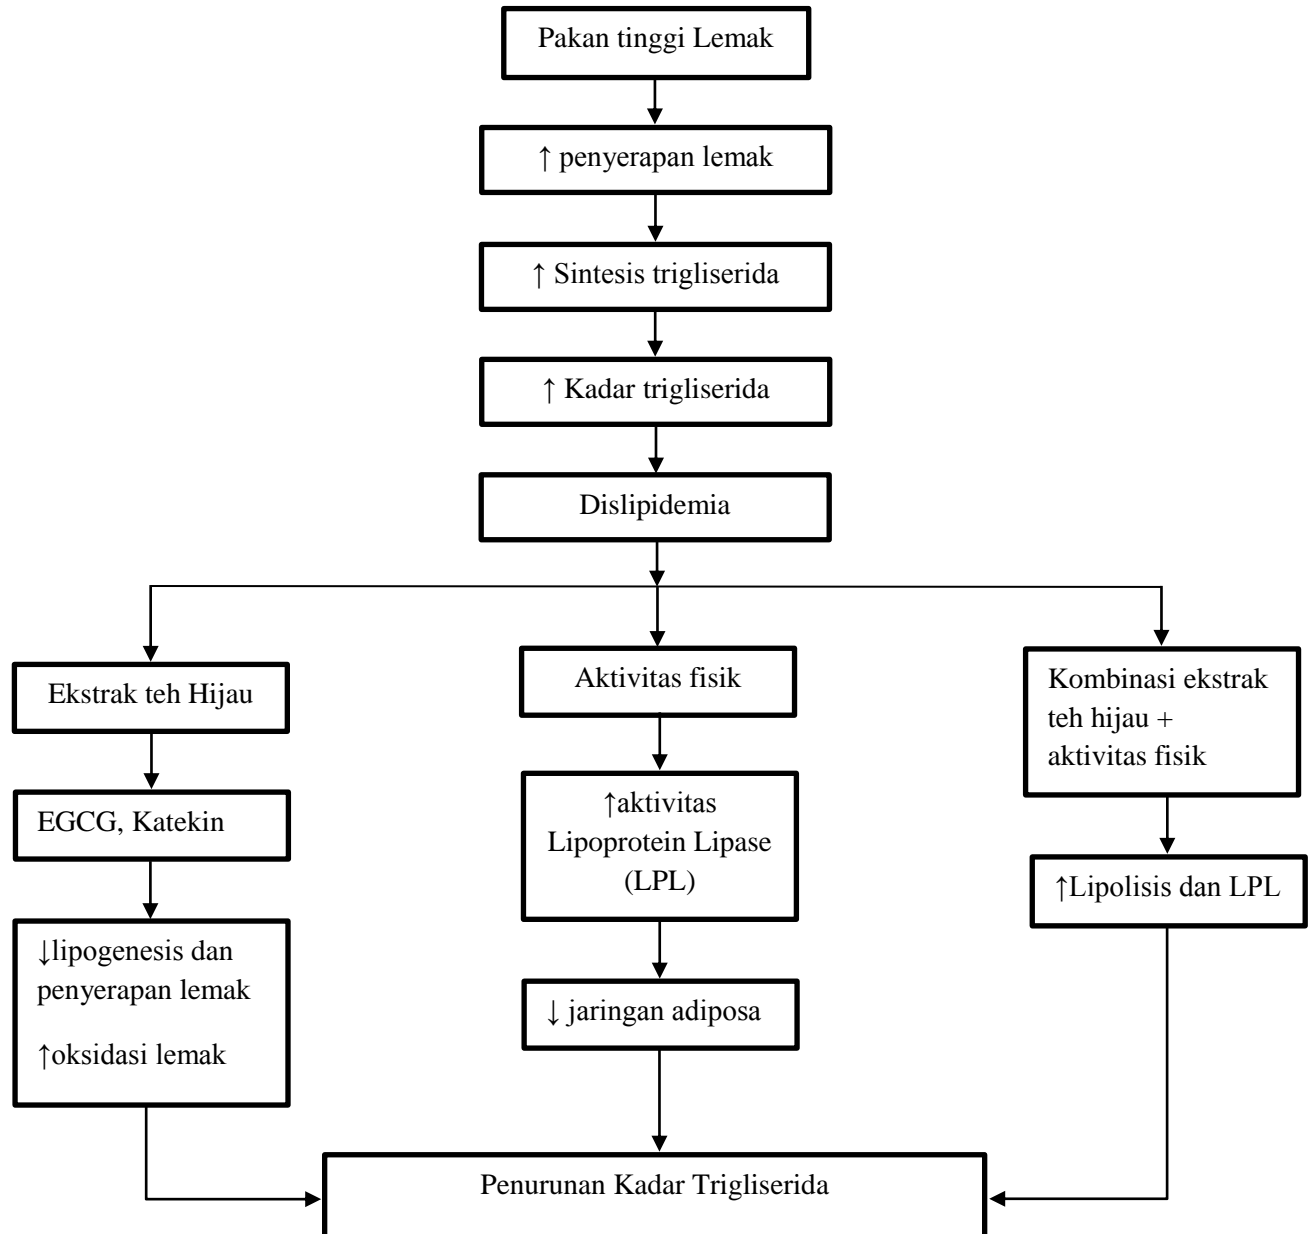 Pakan tinggi Lemak
↑ penyerapan lemak
↑ Sintesis trigliserida
↑ Kadar trigliserida
Dislipidemia
Ekstrak teh Hijau
EGCG, Katekin
↓lipogenesis dan
penyerapan lemak
↑oksidasi lemak
Aktivitas fisik
↑aktivitas
Lipoprotein Lipase
(LPL)
↓ jaringan adiposa
Kombinasi ekstrak
teh hijau +
aktivitas fisik
↑Lipolisis dan LPL
Penurunan Kadar Trigliserida